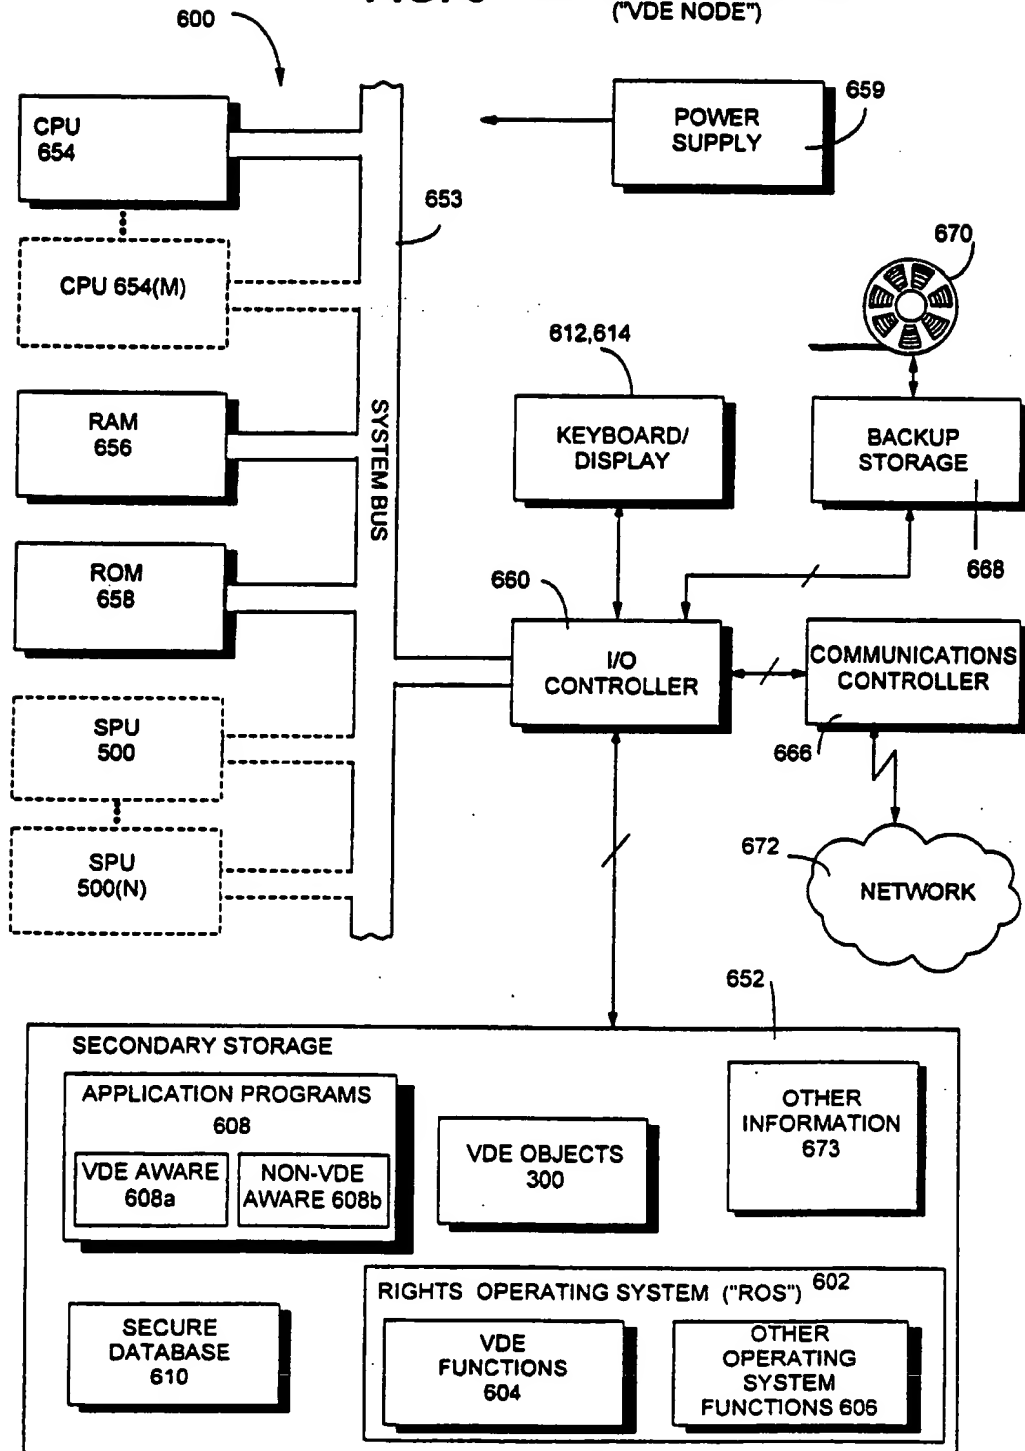 ("VDE NODE")
600
CPU
654
POWER
SUPPLY
659
653
CPU 654(M)
670
612,614
RAM
656
SYSTEM BUS
KEYBOARD/
DISPLAY
BACKUP
STORAGE
668
ROM
658
660
I/O
CONTROLLER
COMMUNICATIONS
CONTROLLER
666
SPU
500
SPU
500(N)
672
NETWORK
652
SECONDARY STORAGE
APPLICATION PROGRAMS
608
VDE AWARE
608a
NON-VDE
AWARE 608b
VDE OBJECTS
300
OTHER
INFORMATION
673
SECURE
DATABASE
610
RIGHTS OPERATING SYSTEM ("ROS") 602
VDE
FUNCTIONS
604
OTHER
OPERATING
SYSTEM
FUNCTIONS 606